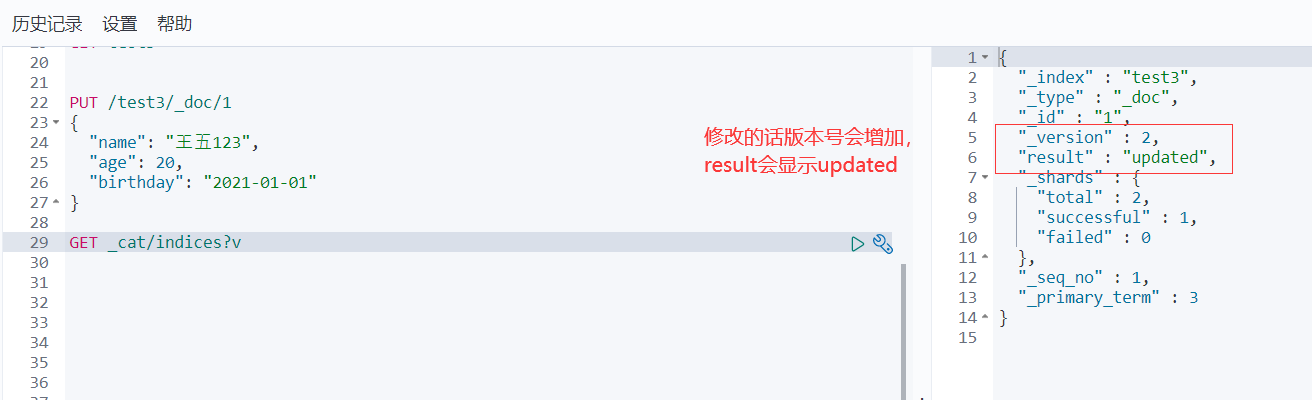 历史记录 设置 帮助
20
21
22 PUT /test3/_doc/1
23 {
24 "name": "王五123",
25 "age": 20,
26 "birthday": "2021-01-01"
27 }
28
29 GET _cat/indices?v
30
31
32
33
34
35
36
修改的话版本号会增加,
result会显示updated
1 {
2 "_index" : "test3",
3 "_type" : "_doc",
4 "_id" : "1",
5 "_version" : 2,
6 "result" : "updated",
7 "_shards" : {
8 "total" : 2,
9 "successful" : 1,
10 "failed" : 0
11 },
12 "_seq_no" : 1,
13 "_primary_term" : 3
14 }
15